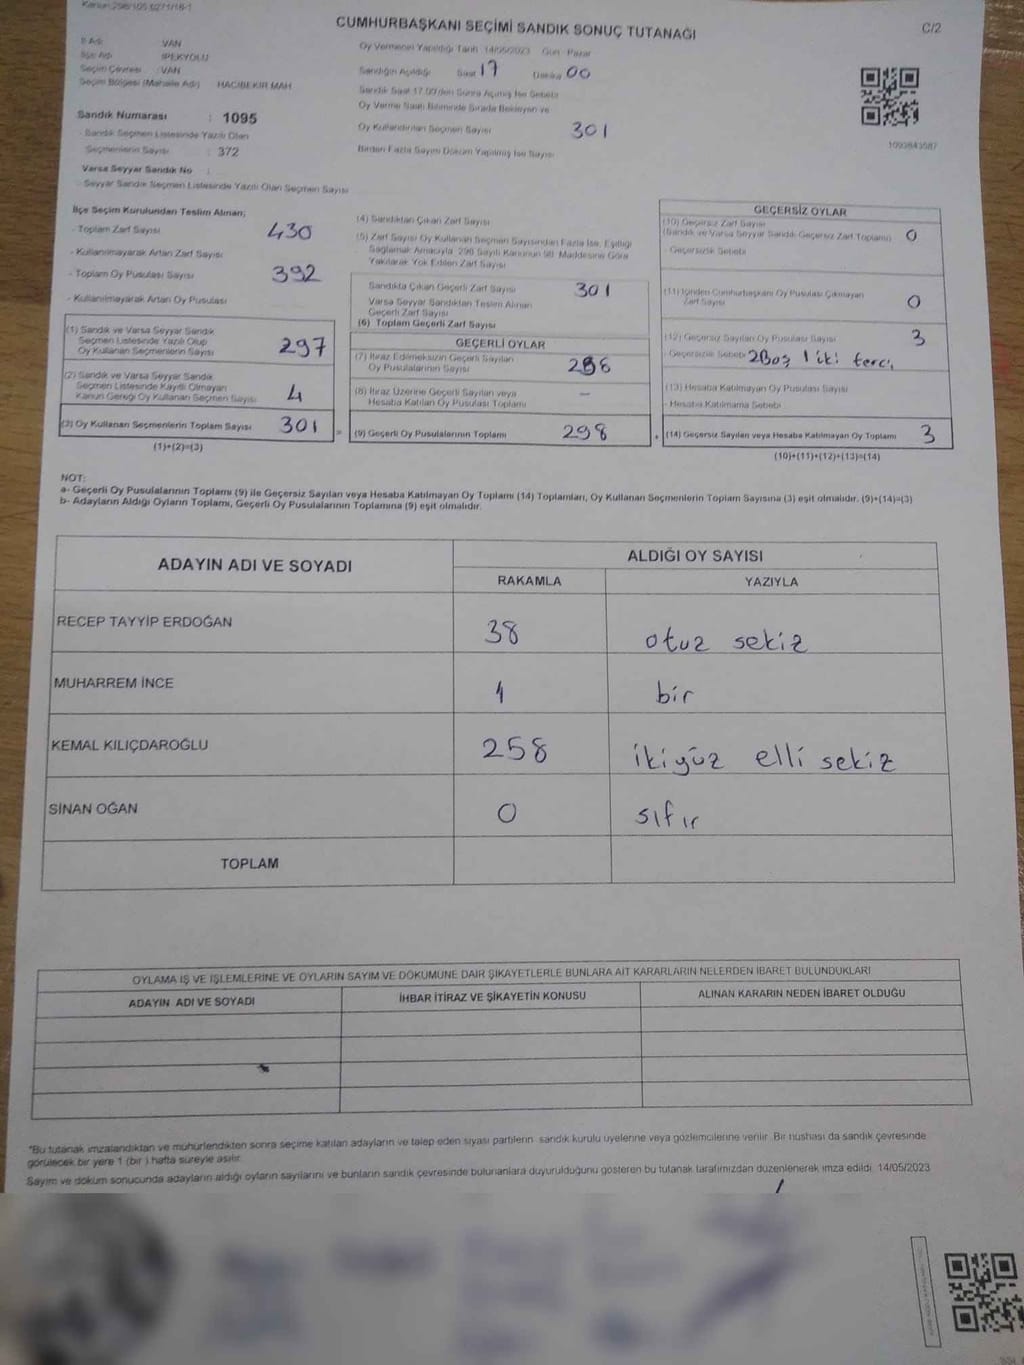 CUMHURBAŞKANI SEÇİMİ SANDIK SONUÇ TUTANAĞI
C/2
İl Adı : VAN
İlçe Adı : İPEKYOLU
Seçim Çevresi : VAN
Seçim Bölgesi (Mahalle Adı) HACIBEKİR MAH
Sandık Numarası : 1095
- Sandık Seçmen Listesinde Yazılı Olan
Seçmenlerin Sayısı : 372
Varsa Seyyar Sandık No :
- Seyyar Sandık Seçmen Listesinde Yazılı Olan Seçmen Sayısı
Oy Vermenin Yapıldığı Tarih 14/05/2023 Gün : Pazar
Sandığın Açıldığı Saat 17 Dakika 00
Sandık Saat 17.00'den Sonra Açılmış İse Sebebi
Oy Verme Saati Bitiminde Sırada Bekleyen ve
Oy Kullandırılan Seçmen Sayısı 301
Birden Fazla Sayım Döküm Yapılmış İse Sayısı
1093843587
İlçe Seçim Kurulundan Teslim Alınan;
- Toplam Zarf Sayısı 430
- Kullanılmayarak Artan Zarf Sayısı
- Toplam Oy Pusulası Sayısı 392
- Kullanılmayarak Artan Oy Pusulası
(1) Sandık ve Varsa Seyyar Sandık
Seçmen Listesinde Yazılı Olup
Oy Kullanan Seçmenlerin Sayısı 297
(2) Sandık ve Varsa Seyyar Sandık
Seçmen Listesinde Kayıtlı Olmayan
Kanun Gereği Oy Kullanan Seçmen Sayısı 4
(3) Oy Kullanan Seçmenlerin Toplam Sayısı 301
(1)+(2)=(3)
(4) Sandıktan Çıkan Zarf Sayısı
(5) Zarf Sayısı Oy Kullanan Seçmen Sayısından Fazla İse, Eşitliği
Sağlamak Amacıyla, 298 Sayılı Kanunun 98. Maddesine Göre
Yakılarak Yok Edilen Zarf Sayısı
Sandıkta Çıkan Geçerli Zarf Sayısı 301
Varsa Seyyar Sandıktan Teslim Alınan
Geçerli Zarf Sayısı
(6) Toplam Geçerli Zarf Sayısı
GEÇERLİ OYLAR
(7) İtiraz Edilmeksizin Geçerli Sayılan
Oy Pusulalarının Sayısı
(8) İtiraz Üzerine Geçerli Sayılan veya
Hesaba Katılan Oy Pusulası Toplamı –
(9) Geçerli Oy Pusulalarının Toplamı 298
GEÇERSİZ OYLAR
(10) Geçersiz Zarf Sayısı
(Sandık ve Varsa Seyyar Sandık Geçersiz Zarf Toplamı) 0
- Geçersizlik Sebebi
(11) İçinden Cumhurbaşkanı Oy Pusulası Çıkmayan
Zarf Sayısı 0
(12) Geçersiz Sayılan Oy Pusulası Sayısı 3
- Geçersizlik Sebebi 2 Boş 1 iki terci
(13) Hesaba Katılmayan Oy Pusulası Sayısı
- Hesaba Katılmama Sebebi
(14) Geçersiz Sayılan veya Hesaba Katılmayan Oy Toplamı 3
(10)+(11)+(12)+(13)=(14)
NOT:
a- Geçerli Oy Pusulalarının Toplamı (9) ile Geçersiz Sayılan veya Hesaba Katılmayan Oy Toplamı (14) Toplamları, Oy Kullanan Seçmenlerin Toplam Sayısına (3) eşit olmalıdır. (9)+(14)=(3)
b- Adayların Aldığı Oyların Toplamı, Geçerli Oy Pusulalarının Toplamına (9) eşit olmalıdır.
ADAYIN ADI VE SOYADI
ALDIĞI OY SAYISI
RAKAMLA YAZIYLA
RECEP TAYYİP ERDOĞAN 38 otuz sekiz
MUHARREM İNCE 1 bir
KEMAL KILIÇDAROĞLU 258 ikiyüz elli sekiz
SİNAN OĞAN 0 sıfır
TOPLAM
OYLAMA İŞ VE İŞLEMLERİNE VE OYLARIN SAYIM VE DÖKÜMÜNE DAİR ŞİKAYETLERLE BUNLARA AİT KARARLARIN NELERDEN İBARET BULUNDUKLARI
ADAYIN ADI VE SOYADI
İHBAR İTİRAZ VE ŞİKAYETİN KONUSU
ALINAN KARARIN NEDEN İBARET OLDUĞU
*Bu tutanak imzalandıktan ve mühürlendikten sonra seçime katılan adayların ve talep eden siyasi partilerin sandık kurulu üyelerine veya gözlemcilerine verilir. Bir nüshası da sandık çevresinde
görülecek bir yere 1 (bir) hafta süreyle asılır.
Sayım ve döküm sonucunda adayların aldığı oyların sayılarını ve bunların sandık çevresinde bulunanlara duyurulduğunu gösteren bu tutanak tarafımızdan düzenlenerek imza edildi. 14/05/2023